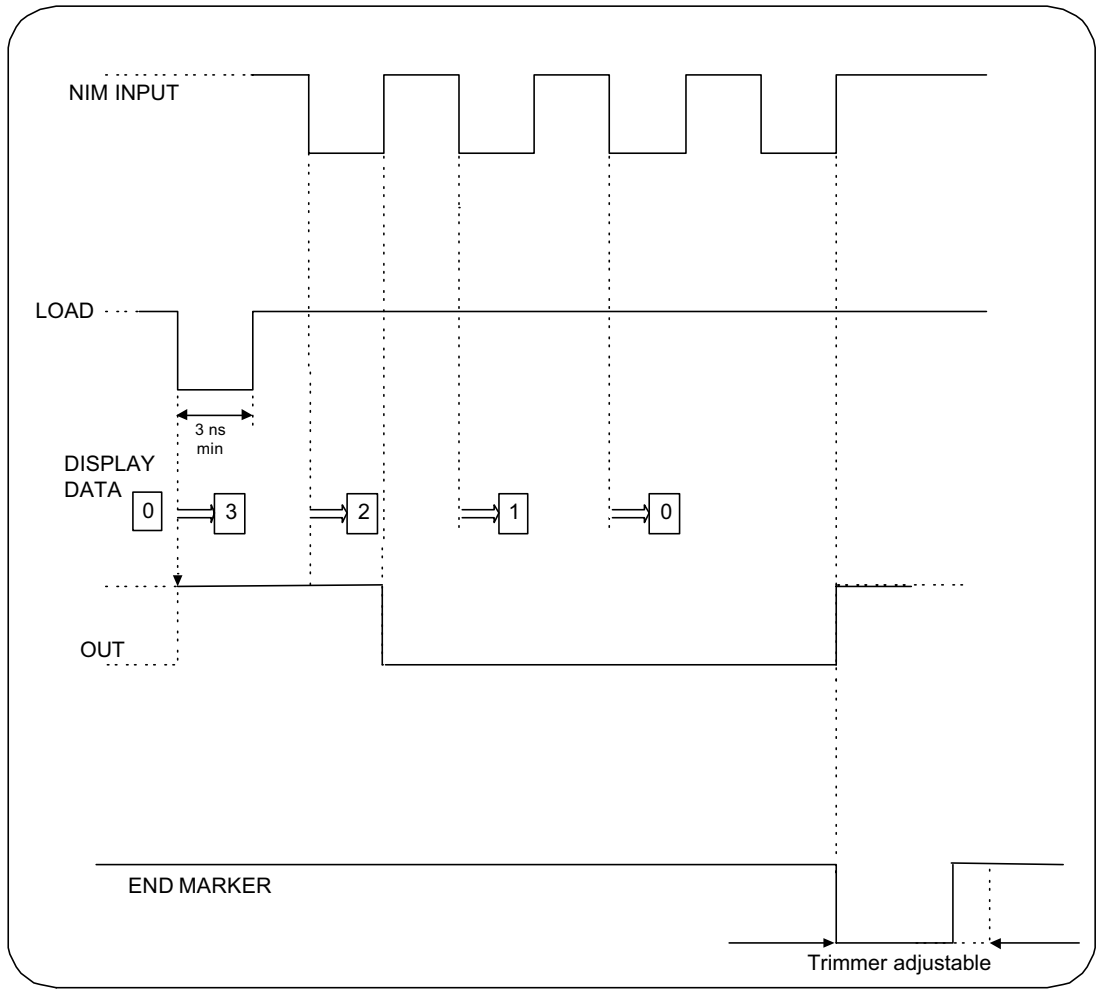 NIM INPUT
LOAD
3 ns
min
DISPLAY
DATA
0 3 2 1 0
OUT
END MARKER
Trimmer adjustable